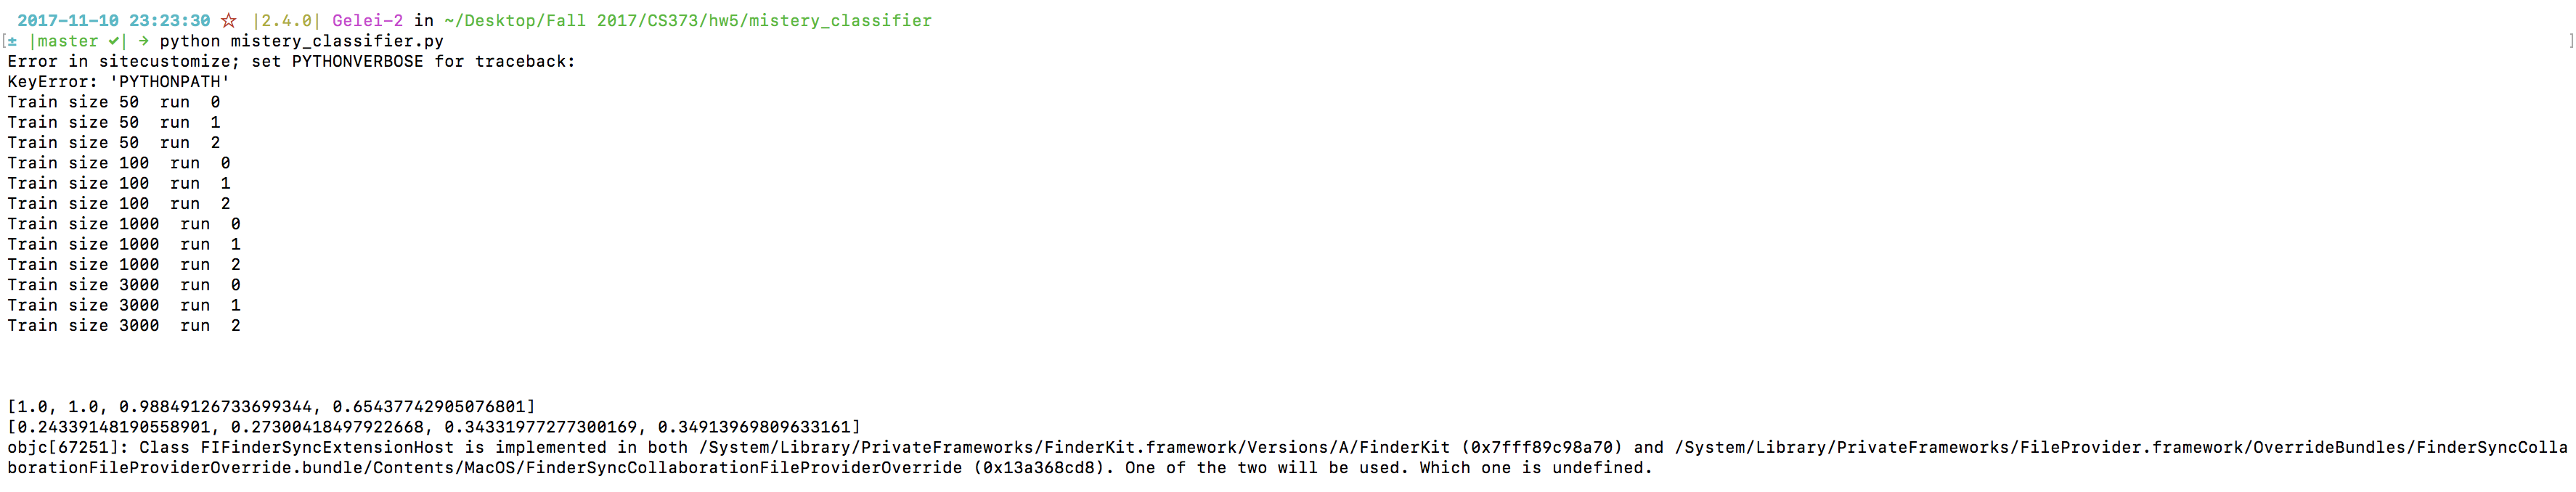 2017-11-10 23:23:30 ☆ |2.4.0| Gelei-2 in ~/Desktop/Fall 2017/CS373/hw5/mistery_classifier
[± |master ✓| → python mistery_classifier.py ]
Error in sitecustomize; set PYTHONVERBOSE for traceback:
KeyError: 'PYTHONPATH'
Train size 50  run  0
Train size 50  run  1
Train size 50  run  2
Train size 100  run  0
Train size 100  run  1
Train size 100  run  2
Train size 1000  run  0
Train size 1000  run  1
Train size 1000  run  2
Train size 3000  run  0
Train size 3000  run  1
Train size 3000  run  2
[1.0, 1.0, 0.98849126733699344, 0.65437742905076801]
[0.24339148190558901, 0.27300418497922668, 0.34331977277300169, 0.34913969809633161]
objc[67251]: Class FIFinderSyncExtensionHost is implemented in both /System/Library/PrivateFrameworks/FinderKit.framework/Versions/A/FinderKit (0x7fff89c98a70) and /System/Library/PrivateFrameworks/FileProvider.framework/OverrideBundles/FinderSyncColla
borationFileProviderOverride.bundle/Contents/MacOS/FinderSyncCollaborationFileProviderOverride (0x13a368cd8). One of the two will be used. Which one is undefined.